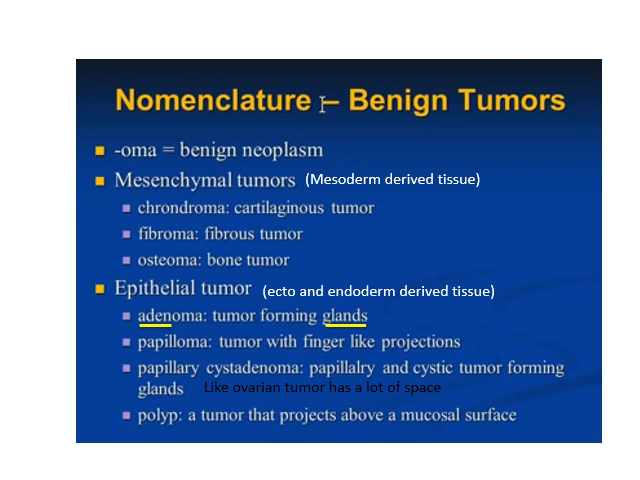 Nomenclature – Benign Tumors
-oma = benign neoplasm
Mesenchymal tumors (Mesoderm derived tissue)
chrondroma: cartilaginous tumor
fibroma: fibrous tumor
osteoma: bone tumor
Epithelial tumor (ecto and endoderm derived tissue)
adenoma: tumor forming glands
papilloma: tumor with finger like projections
papillary cystadenoma: papillalry and cystic tumor forming
glands Like ovarian tumor has a lot of space
polyp: a tumor that projects above a mucosal surface